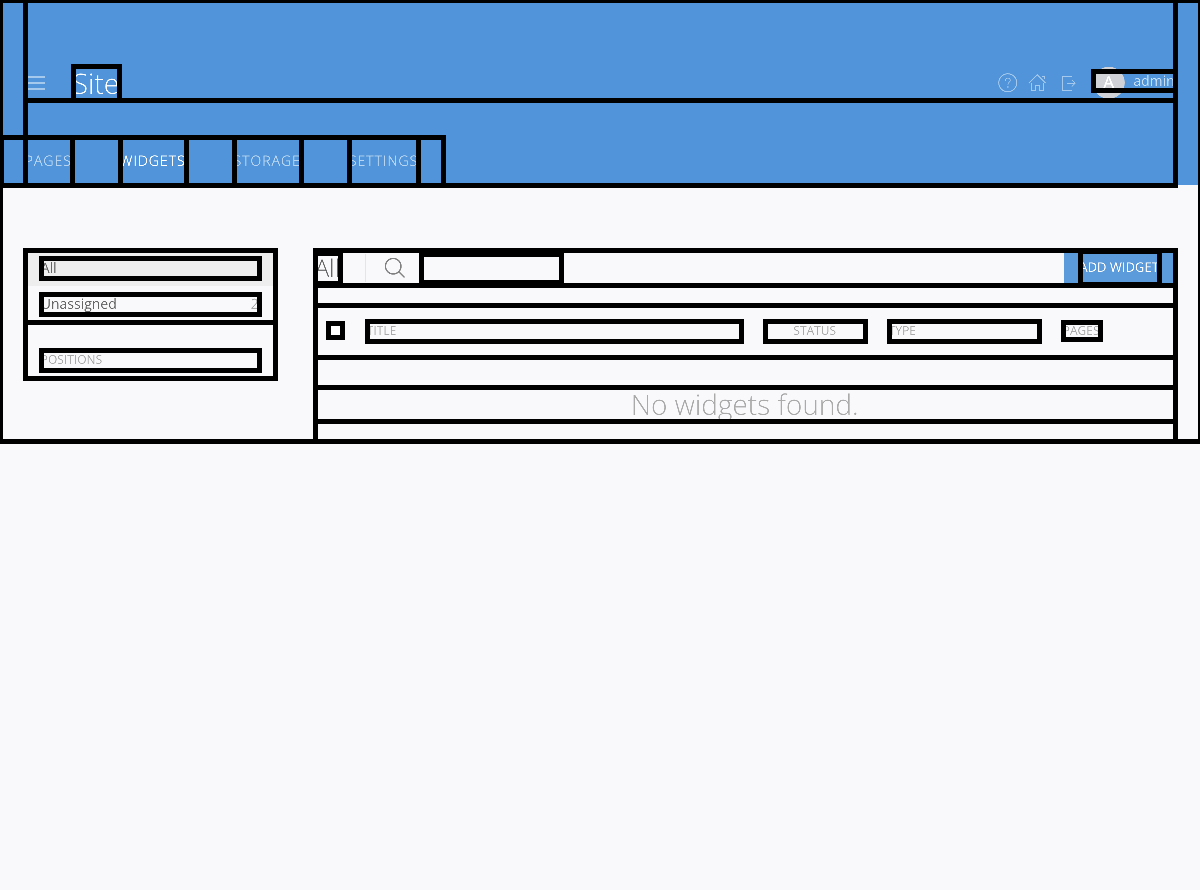 Site
? A admin
PAGES WIDGETS STORAGE SETTINGS
All
Unassigned 2
POSITIONS
All ADD WIDGET
TITLE STATUS TYPE PAGES
No widgets found.